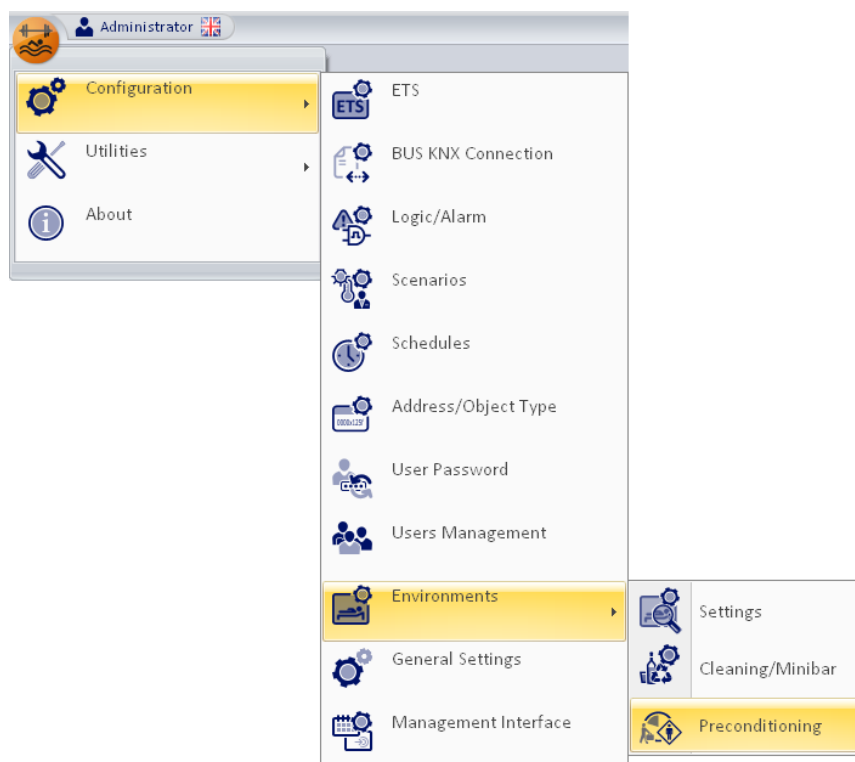 Administrator
Configuration
Utilities
About
ETS
ETS
BUS KNX Connection
Logic/Alarm
Scenarios
Schedules
Address/Object Type
User Password
Users Management
Environments
General Settings
Management Interface
Settings
Cleaning/Minibar
Preconditioning